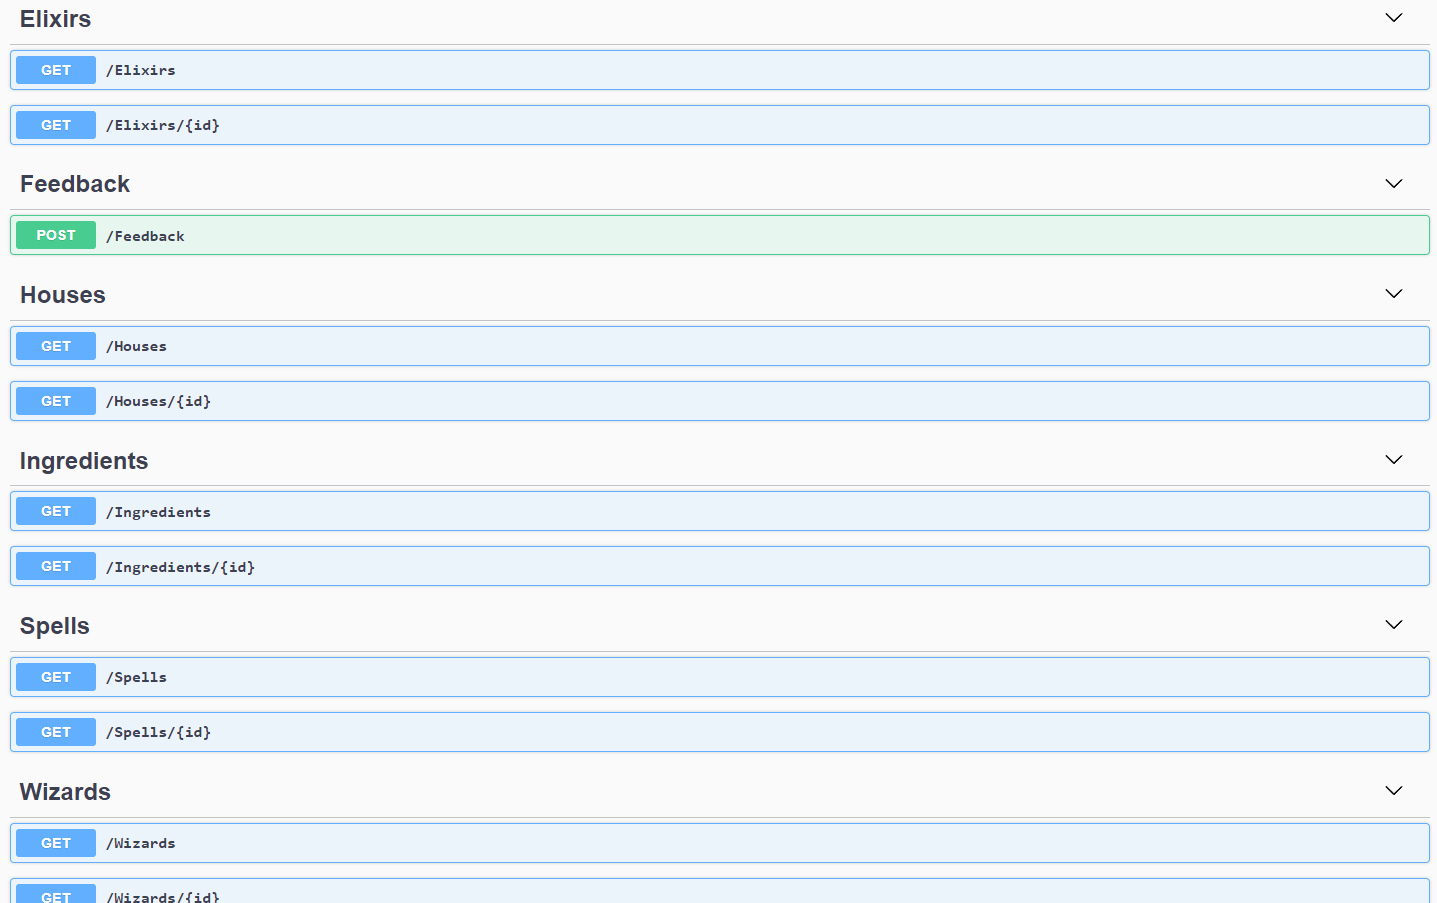 Elixirs
GET /Elixirs
GET /Elixirs/{id}
Feedback
POST /Feedback
Houses
GET /Houses
GET /Houses/{id}
Ingredients
GET /Ingredients
GET /Ingredients/{id}
Spells
GET /Spells
GET /Spells/{id}
Wizards
GET /Wizards
GET /Wizards/{id}